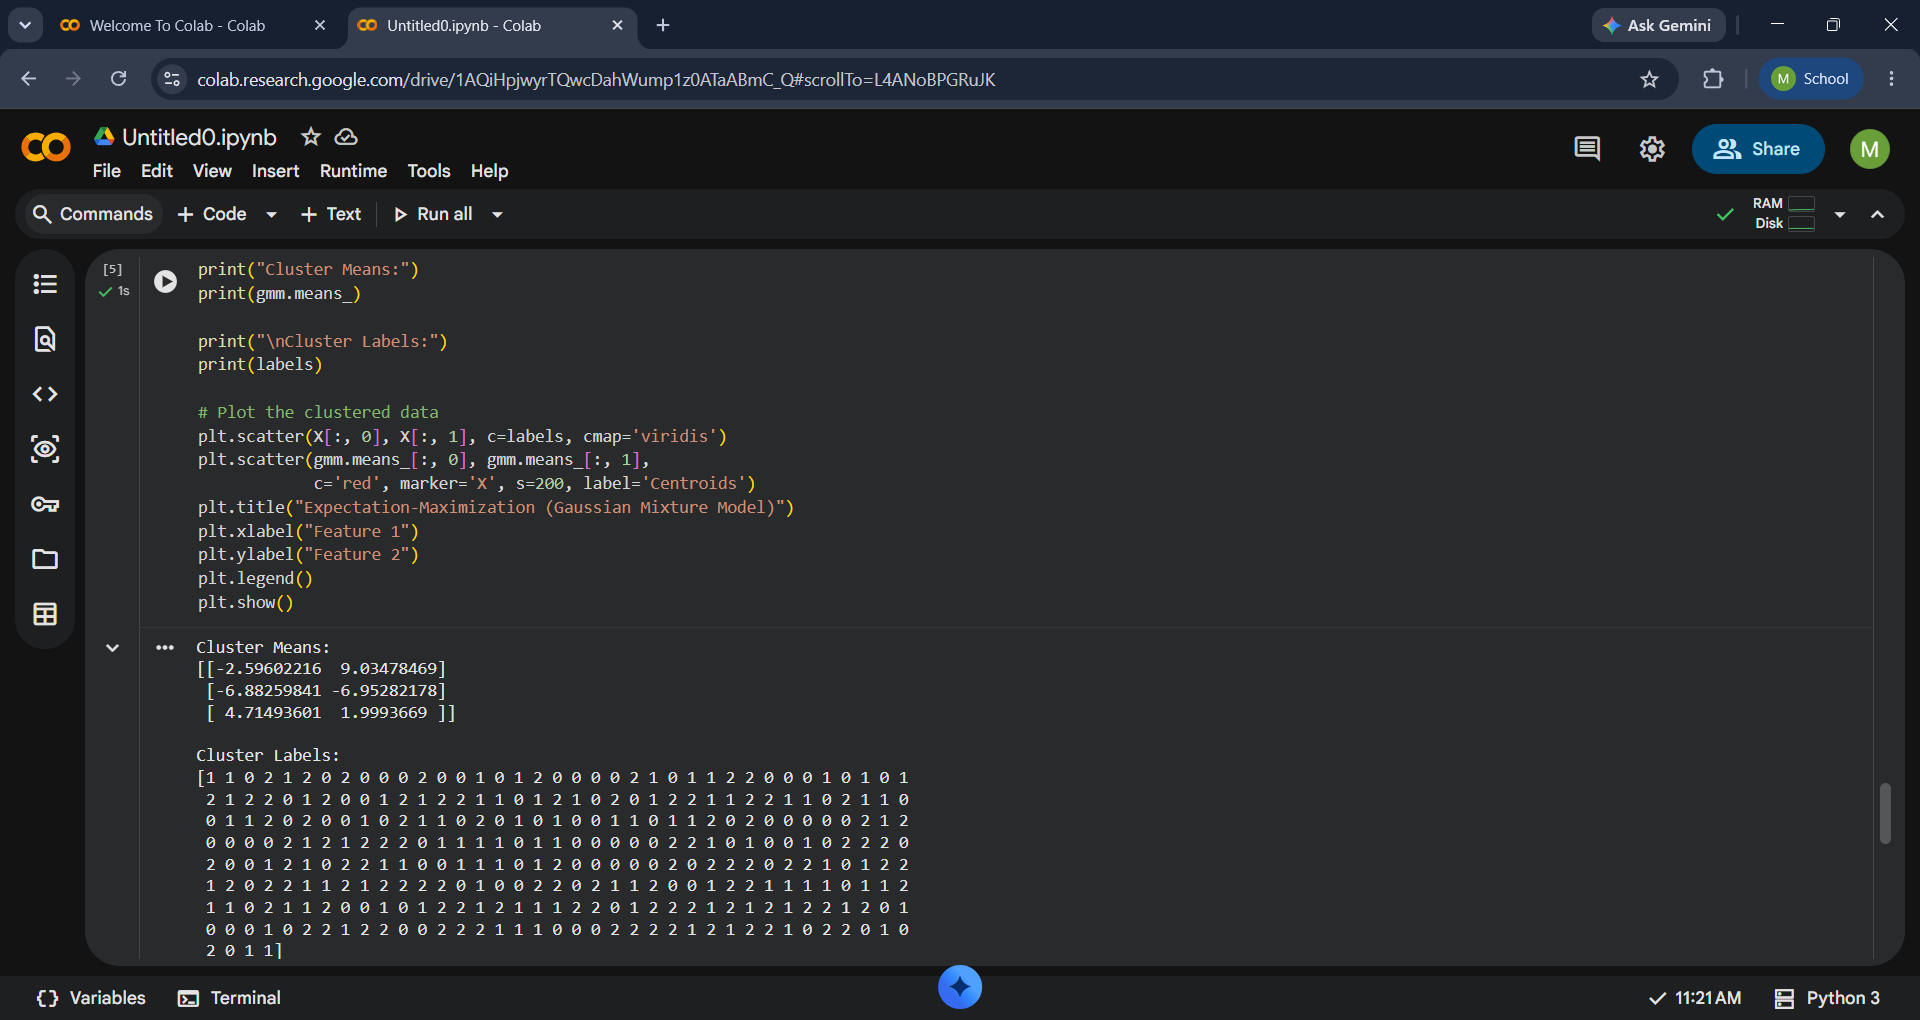 Welcome To Colab - Colab
Untitled0.ipynb - Colab
Ask Gemini
colab.research.google.com/drive/1AQiHpjwyrTQwcDahWump1z0ATaABmC_Q#scrollTo=L4ANoBPGRuJK
M School
Untitled0.ipynb
File Edit View Insert Runtime Tools Help
Share
M
Commands + Code + Text Run all
RAM
Disk
[5]
1s
print("Cluster Means:")
print(gmm.means_)
print("\nCluster Labels:")
print(labels)
# Plot the clustered data
plt.scatter(X[:, 0], X[:, 1], c=labels, cmap='viridis')
plt.scatter(gmm.means_[:, 0], gmm.means_[:, 1],
c='red', marker='X', s=200, label='Centroids')
plt.title("Expectation-Maximization (Gaussian Mixture Model)")
plt.xlabel("Feature 1")
plt.ylabel("Feature 2")
plt.legend()
plt.show()
Cluster Means:
[[-2.59602216 9.03478469]
[-6.88259841 -6.95282178]
[ 4.71493601 1.9993669 ]]
Cluster Labels:
[1 1 0 2 1 2 0 2 0 0 0 2 0 0 1 0 1 2 0 0 0 0 2 1 0 1 1 2 2 0 0 0 1 0 1 0 1
2 1 2 2 0 1 2 0 0 1 2 1 2 2 1 1 0 1 2 1 0 2 0 1 2 2 1 1 2 2 1 1 0 2 1 1 0
0 1 1 2 0 2 0 0 1 0 2 1 1 0 2 0 1 0 1 0 0 1 1 0 1 1 2 0 2 0 0 0 0 0 2 1 2
0 0 0 0 2 1 2 1 2 2 2 0 1 1 1 1 0 1 1 0 0 0 0 0 2 2 1 0 1 0 0 1 0 2 2 2 0
2 0 0 1 2 1 0 2 2 1 1 0 0 1 1 1 0 1 2 0 0 0 0 0 2 0 2 2 2 0 2 2 1 0 1 2 2
1 2 0 2 2 1 1 2 1 2 2 2 2 0 1 0 0 2 2 0 2 1 1 2 0 0 1 2 2 1 1 1 1 0 1 1 2
1 1 0 2 1 1 2 0 0 1 0 1 2 2 1 2 1 1 1 2 2 0 1 2 2 2 1 2 1 2 1 2 2 1 2 0 1
0 0 0 1 0 2 2 1 2 2 0 0 2 2 2 1 1 1 0 0 0 2 2 2 2 1 2 1 2 2 1 0 2 2 0 1 0
2 0 1 1]
Variables Terminal
11:21 AM Python 3